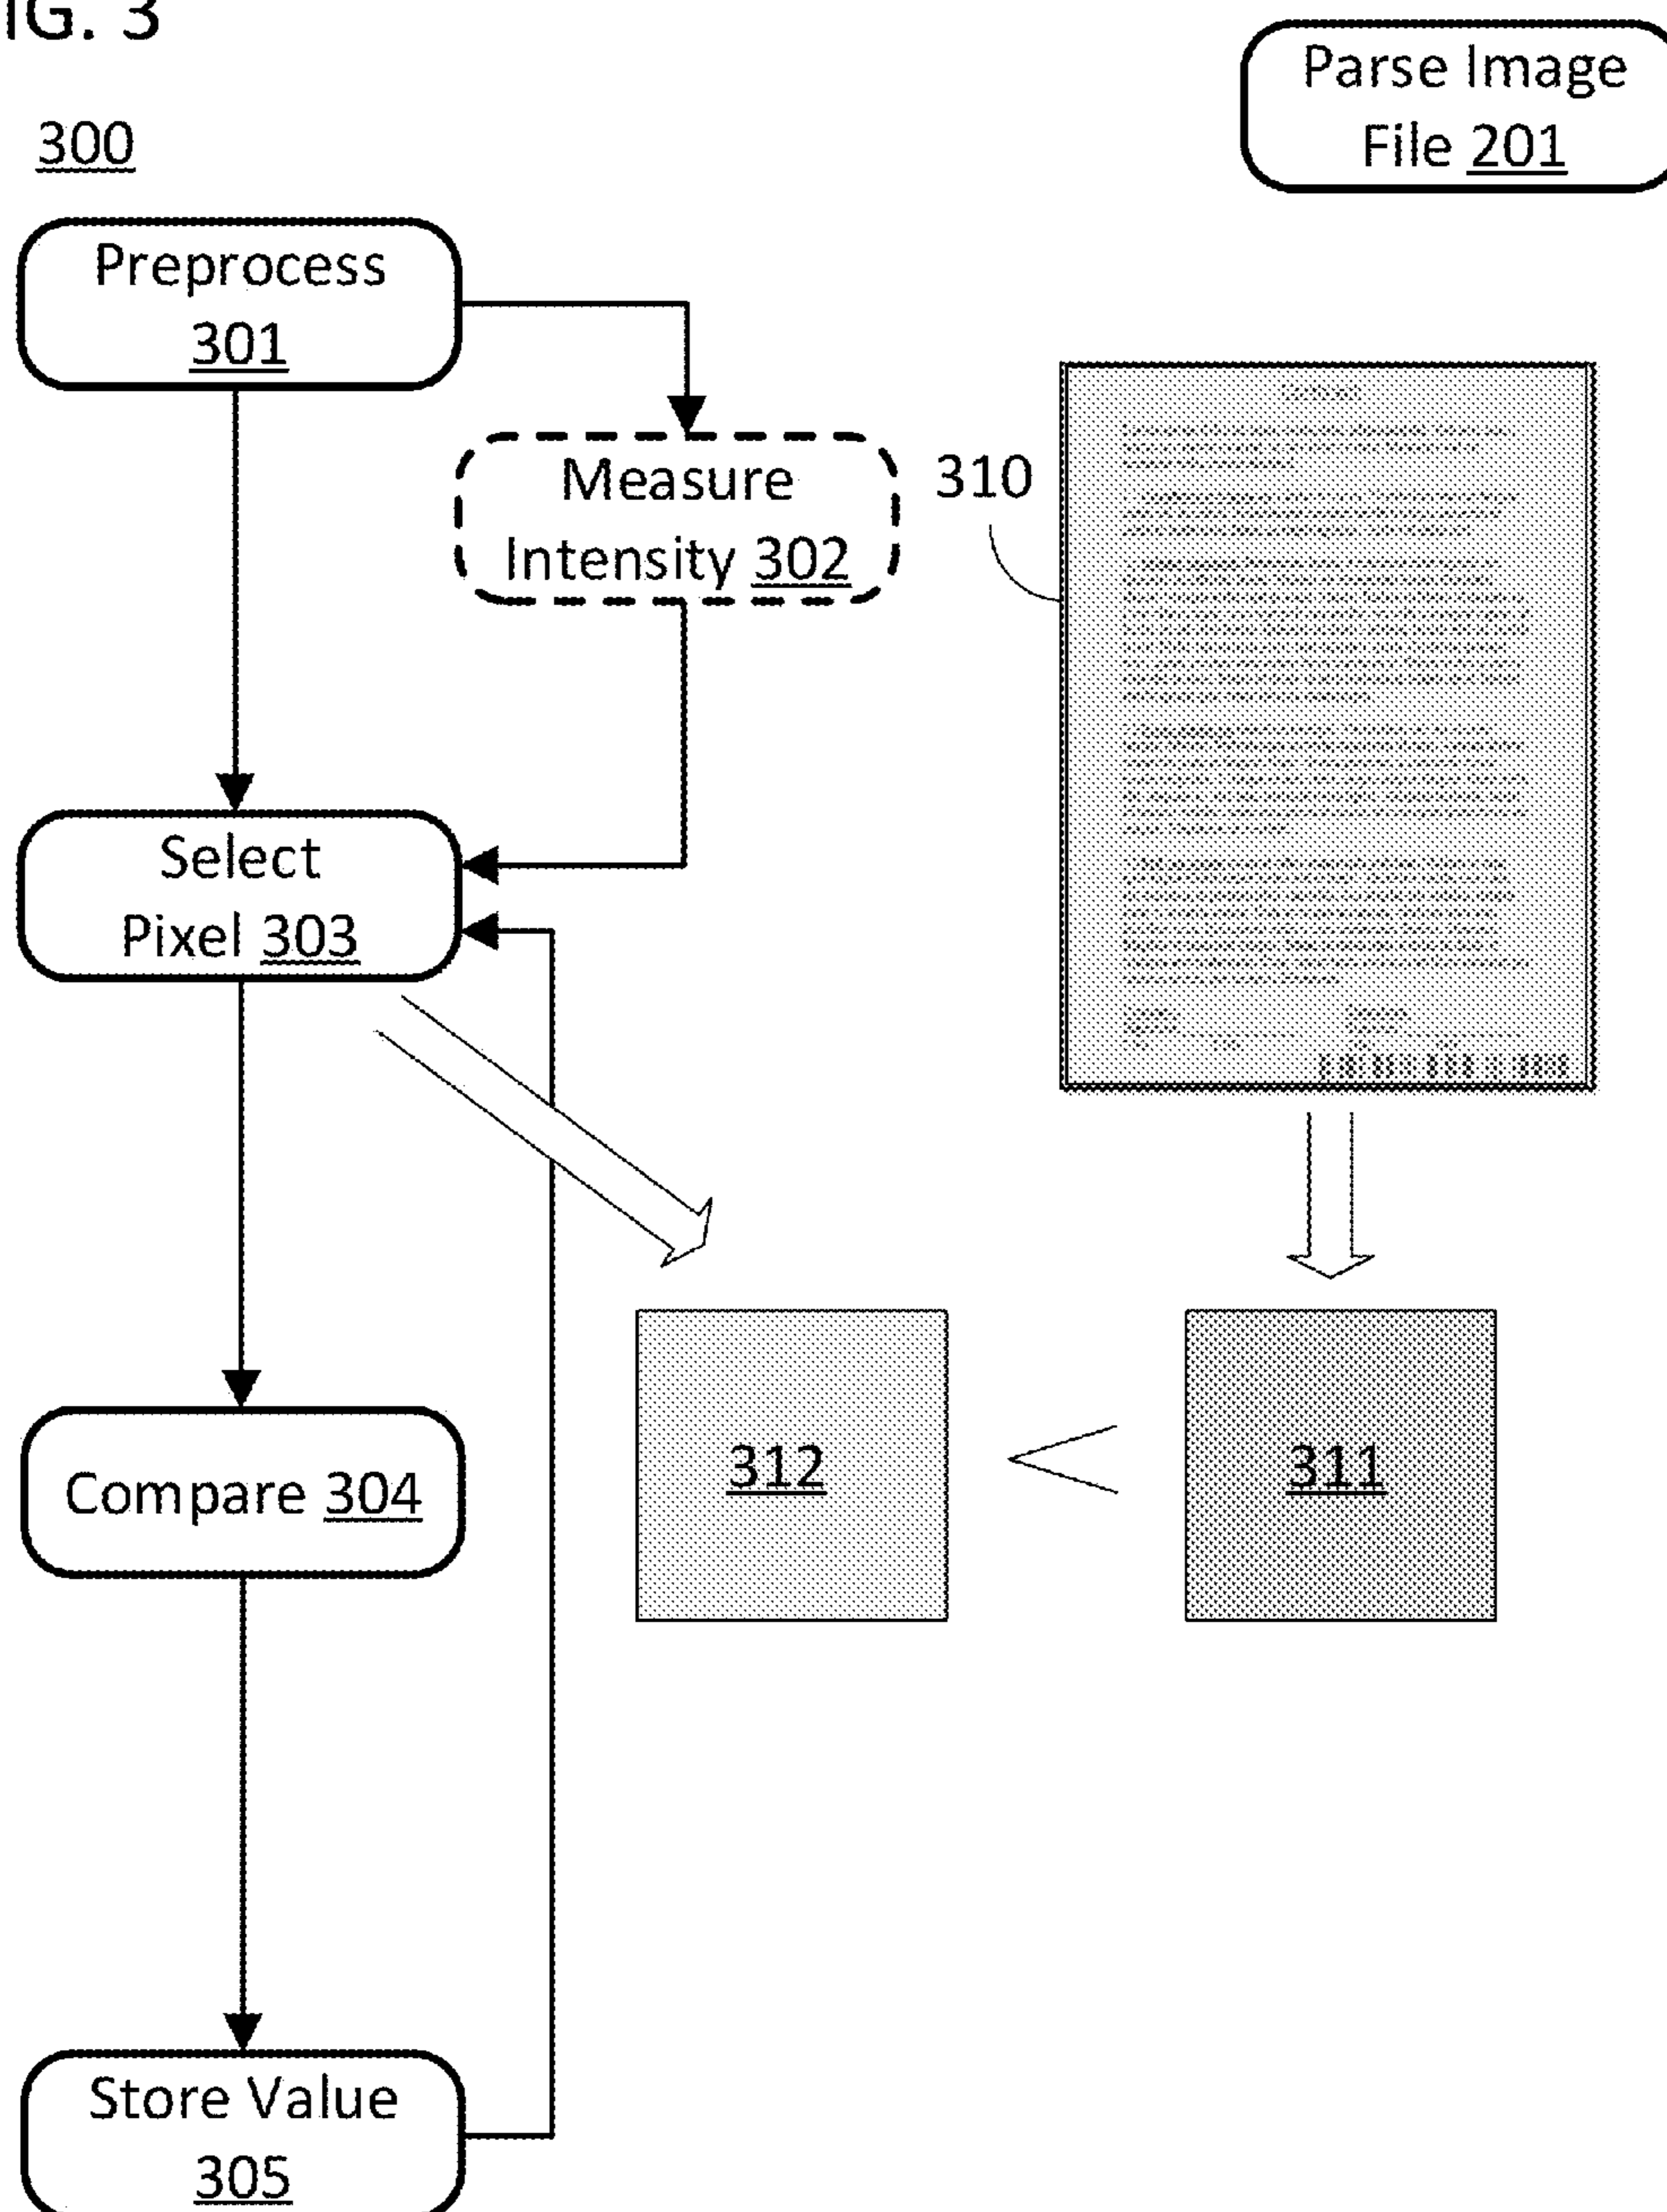 IG. 3
Parse Image
File 201
300
Preprocess
301
Measure
Intensity 302
310
Select
Pixel 303
312
<
311
Compare 304
Store Value
305